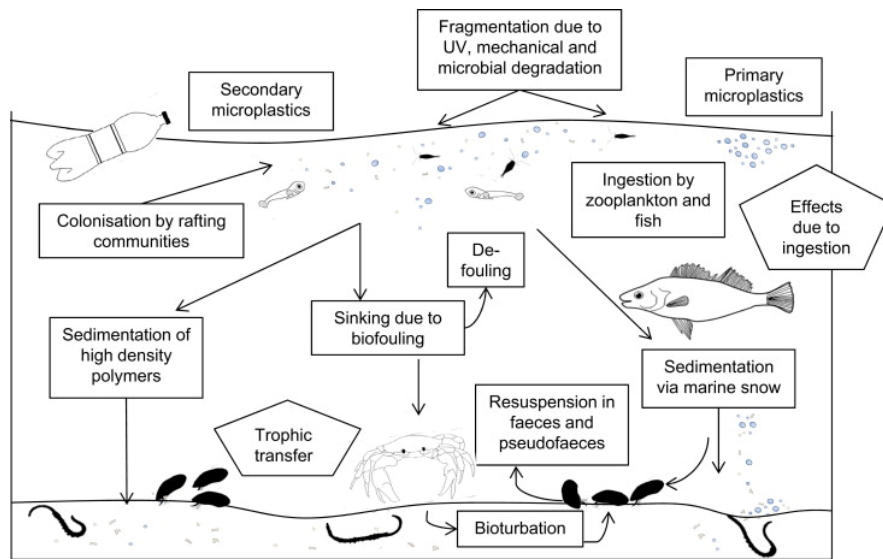 Fragmentation due to
UV, mechanical and
microbial degradation
Secondary
microplastics
Primary
microplastics
Colonisation by rafting
communities
Ingestion by
zooplankton and
fish
Effects
due to
ingestion
De-
fouling
Sinking due to
biofouling
Sedimentation of
high density
polymers
Sedimentation
via marine snow
Resuspension in
faeces and
pseudofaeces
Trophic
transfer
Bioturbation